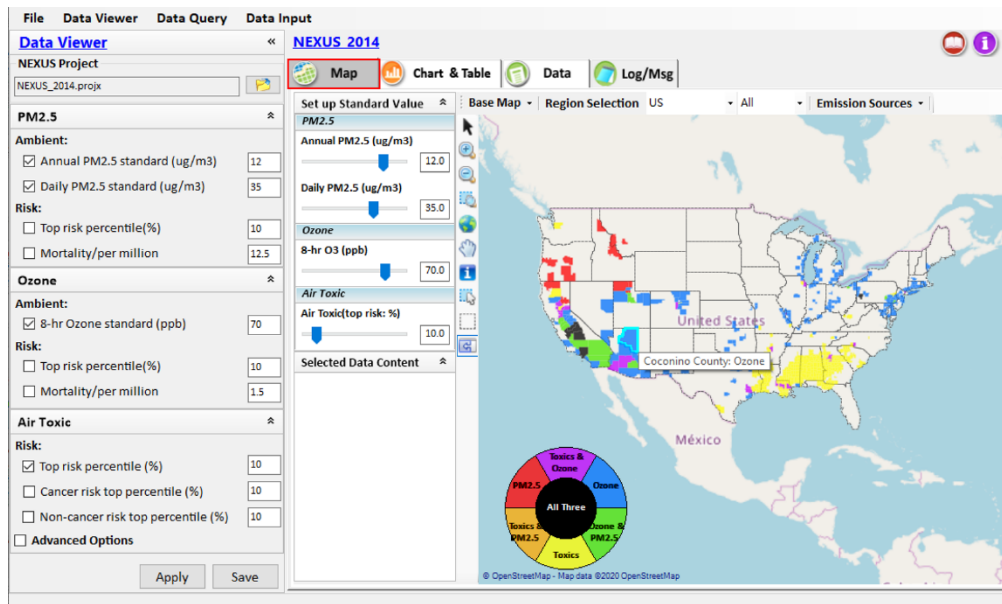 File Data Viewer Data Query Data Input
Data Viewer «
NEXUS Project
NEXUS_2014.projx
PM2.5
Ambient:
Annual PM2.5 standard (ug/m3) 12
Daily PM2.5 standard (ug/m3) 35
Risk:
Top risk percentile(%) 10
Mortality/per million 12.5
Ozone
Ambient:
8-hr Ozone standard (ppb) 70
Risk:
Top risk percentile(%) 10
Mortality/per million 1.5
Air Toxic
Risk:
Top risk percentile (%) 10
Cancer risk top percentile (%) 10
Non-cancer risk top percentile (%) 10
Advanced Options
Apply Save
NEXUS_2014
Map Chart & Table Data Log/Msg
Set up Standard Value
PM2.5
Annual PM2.5 (ug/m3)
12.0
Daily PM2.5 (ug/m3)
35.0
Ozone
8-hr O3 (ppb)
70.0
Air Toxic
Air Toxic(top risk: %)
10.0
Selected Data Content
Base Map Region Selection US All Emission Sources
United States
Coconino County: Ozone
México
Toxics &
Ozone
PM2.5
Ozone
All Three
Toxics &
PM2.5
Ozone &
PM2.5
Toxics
© OpenStreetMap - Map data ©2020 OpenStreetMap